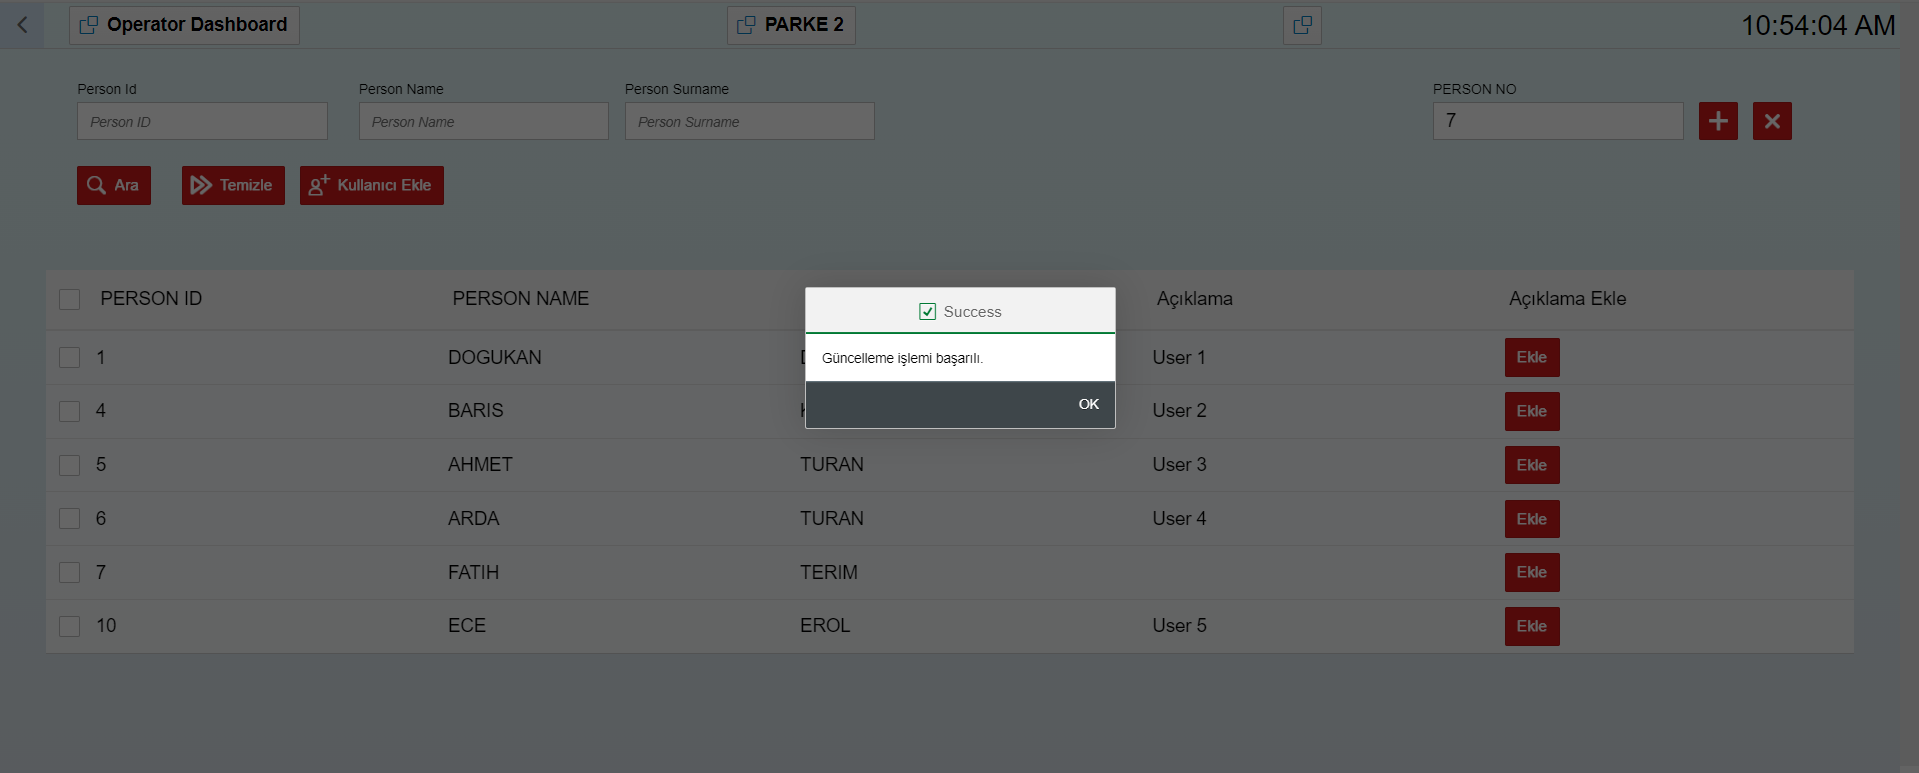 Operator Dashboard
PARKE 2
10:54:04 AM
Person Id
Person Name
Person Surname
PERSON NO
Person ID
Person Name
Person Surname
7
Ara
Temizle
Kullanıcı Ekle
PERSON ID
PERSON NAME
Açıklama
Açıklama Ekle
Success
Güncelleme işlemi başarılı.
OK
1
DOGUKAN
User 1
Ekle
4
BARIS
User 2
Ekle
5
AHMET
TURAN
User 3
Ekle
6
ARDA
TURAN
User 4
Ekle
7
FATIH
TERIM
Ekle
10
ECE
EROL
User 5
Ekle